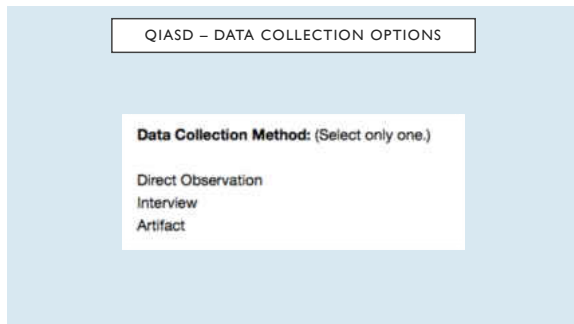 QIASD – DATA COLLECTION OPTIONS
Data Collection Method: (Select only one.)
Direct Observation
Interview
Artifact